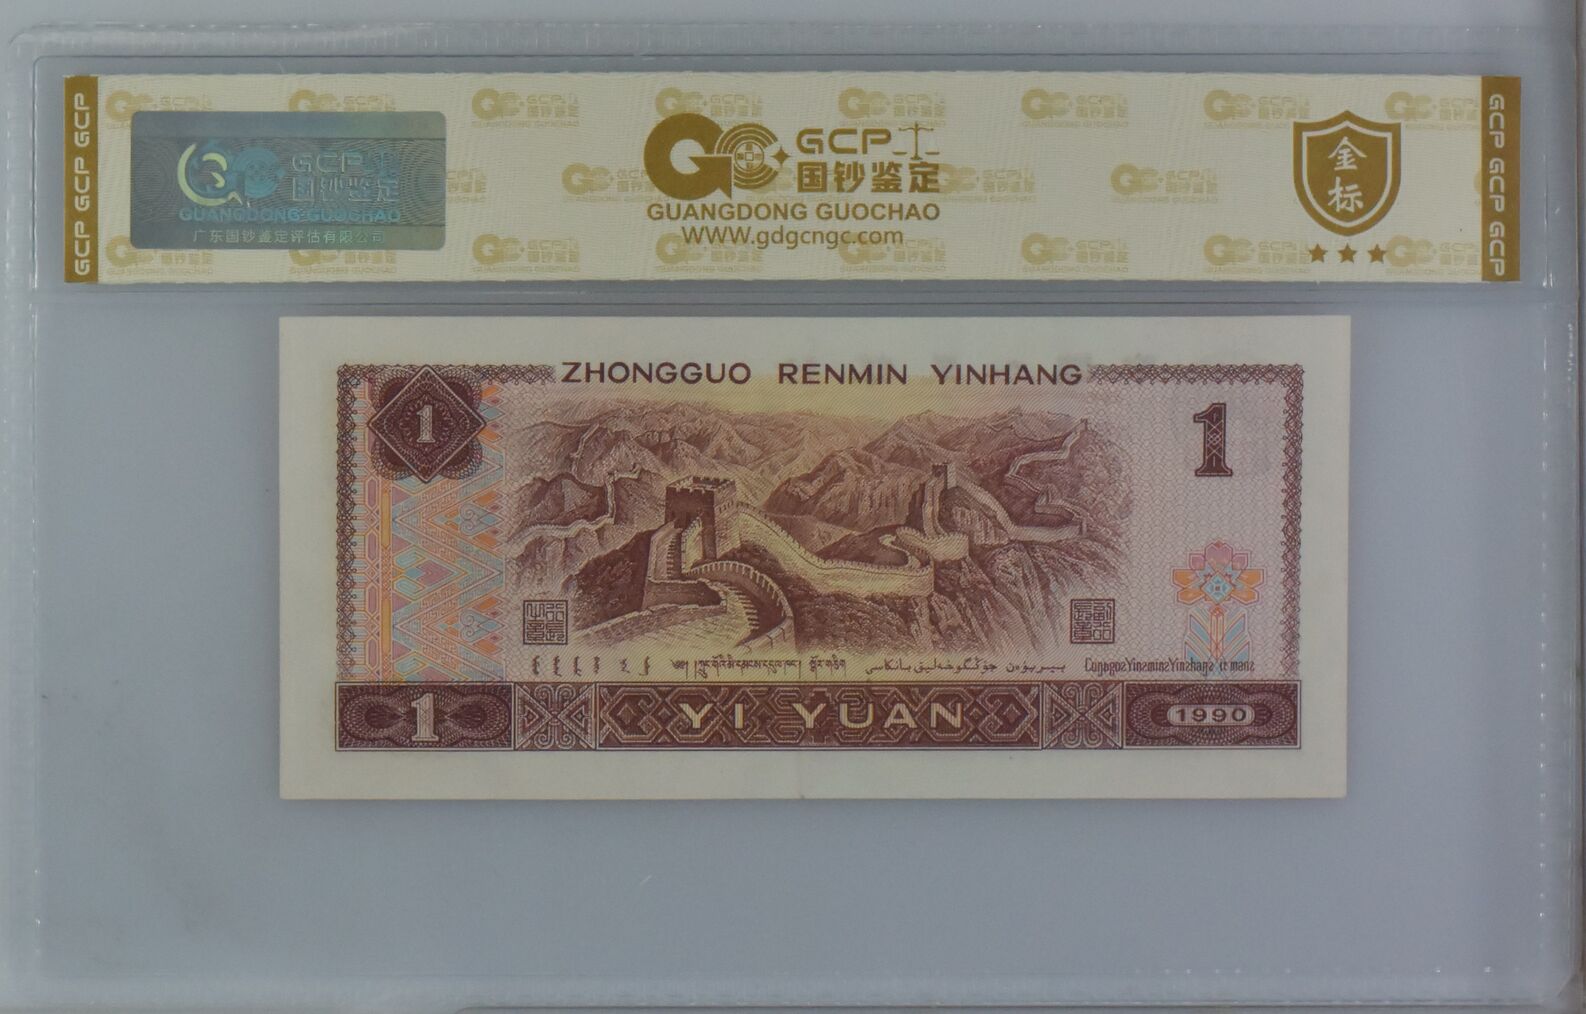 GCP GCP GCP
GCP
国钞鉴定
GUANGDONG GUOCHAO
广东国钞鉴定评估有限公司
GCP
国钞鉴定
GUANGDONG GUOCHAO
WWW.gdgcngc.com
金
标
GCP GCP GCP
ZHONGGUO RENMIN YINHANG
1
1
YI YUAN
1
1990